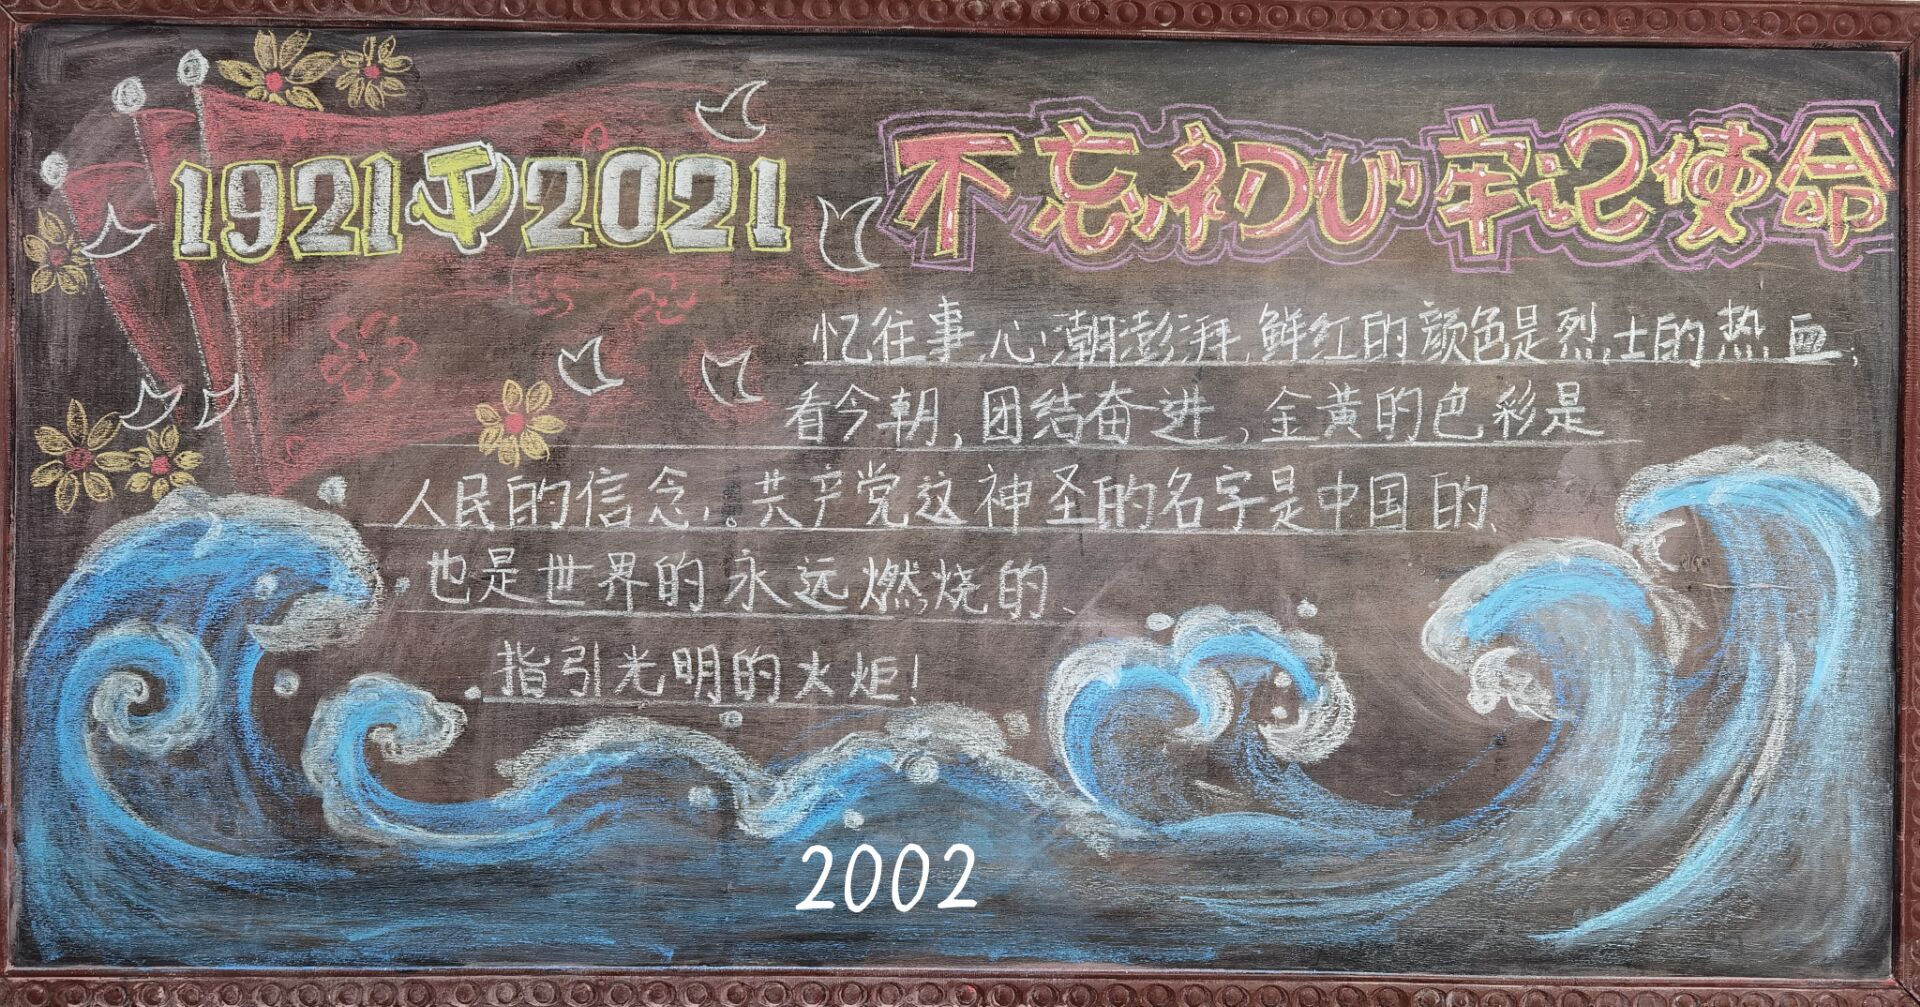 1921 2021 不忘初心 牢记使命
忆往事,心潮澎湃,鲜红的颜色是烈士的热血;
看今朝,团结奋进,金黄的色彩是
人民的信念。共产党这神圣的名字是中国的、
也是世界的永远燃烧的、
指引光明的火炬!
2002